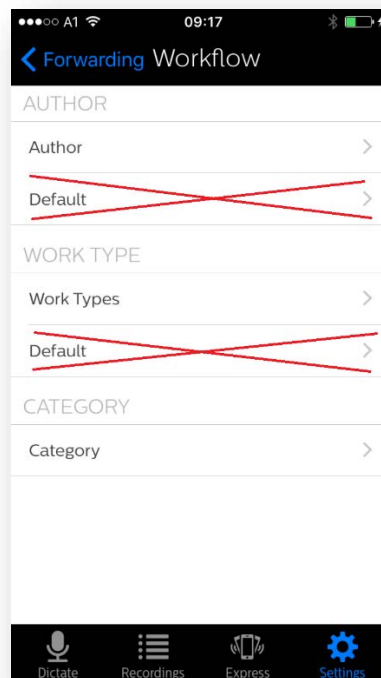 A1 09:17
Forwarding Workflow
AUTHOR
Author
Default
WORK TYPE
Work Types
Default
CATEGORY
Category
Dictate Recordings Express Settings